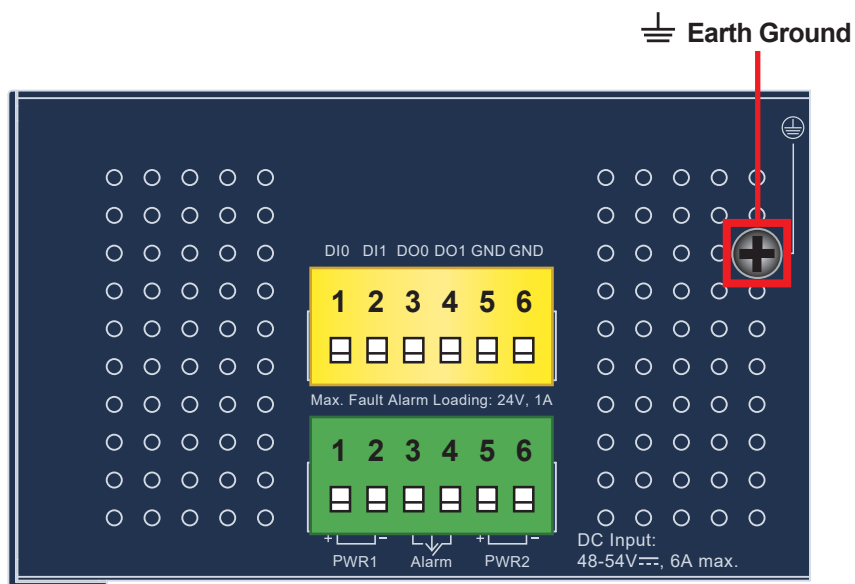 Earth Ground
DI0 DI1 DO0 DO1 GND GND
1 2 3 4 5 6
Max. Fault Alarm Loading: 24V, 1A
1 2 3 4 5 6
+ − + −
PWR1 Alarm PWR2
DC Input:
48-54V⎓, 6A max.